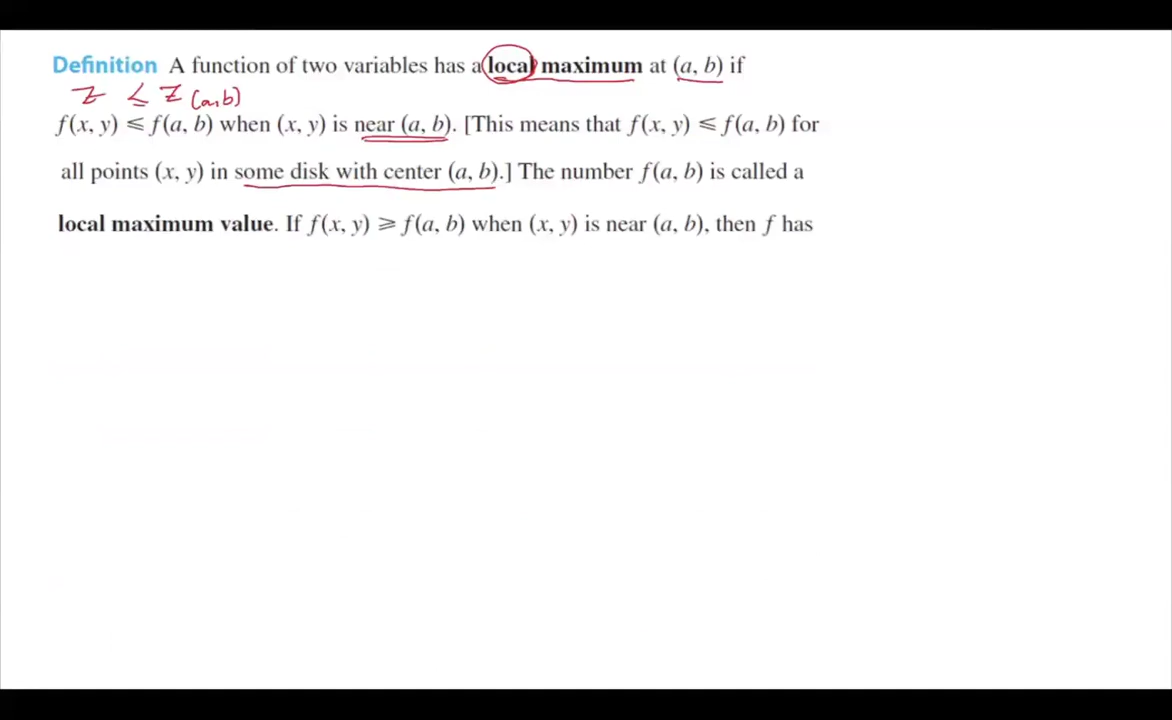 Definition A function of two variables has a local maximum at (a, b) if
z ≤ z (a,b)
f(x, y) ≤ f(a, b) when (x, y) is near (a, b). [This means that f(x, y) ≤ f(a, b) for
all points (x, y) in some disk with center (a, b).] The number f(a, b) is called a
local maximum value. If f(x, y) ≥ f(a, b) when (x, y) is near (a, b), then f has